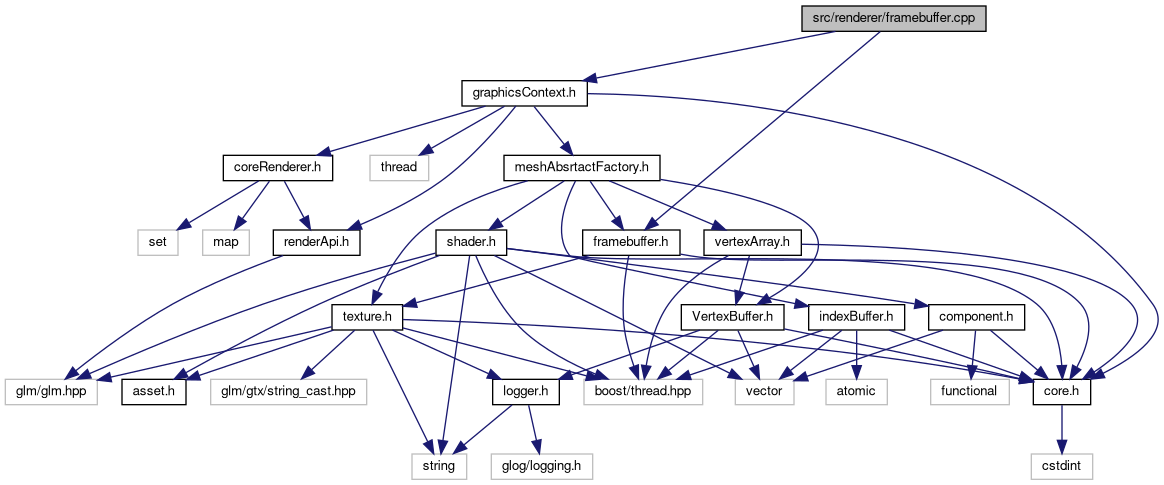 src/renderer/framebuffer.cpp
graphicsContext.h
coreRenderer.h
thread
meshAbsrtactFactory.h
set
map
renderApi.h
shader.h
framebuffer.h
vertexArray.h
texture.h
VertexBuffer.h
indexBuffer.h
component.h
glm/glm.hpp
asset.h
glm/gtx/string_cast.hpp
logger.h
boost/thread.hpp
vector
atomic
functional
core.h
string
glog/logging.h
cstdint